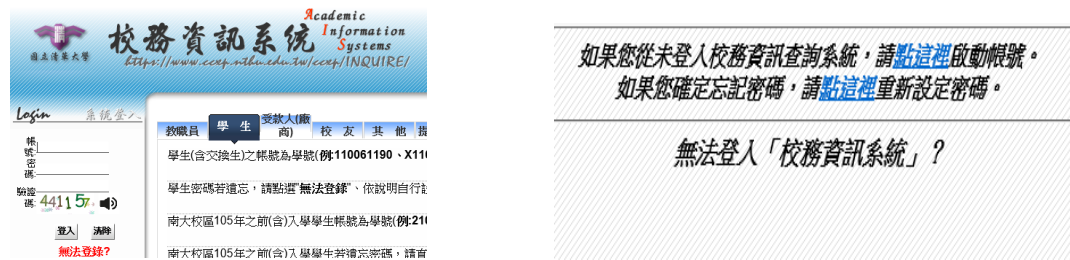 國立清華大學
校務資訊系統
Academic
Information
Systems
https://www.ccxp.nthu.edu.tw/ccxp/INQUIRE/
Login 系統登入
帳號:
密碼:
驗證碼: 441157
登入 清除
無法登錄?
教職員 學 生 受款人(廠商) 校 友 其 他
學生(含交換生)之帳號為學號(例:110061190、X110
學生密碼若遺忘,請點選"無法登錄"、依說明自行設
南大校區105年之前(含)入學學生帳號為學號(例:210
南大校區105年之前(含)入學學生若遺忘密碼,請直
如果您從未登入校務資訊查詢系統,請點這裡啟動帳號。
如果您確定忘記密碼,請點這裡重新設定密碼。
無法登入「校務資訊系統」?